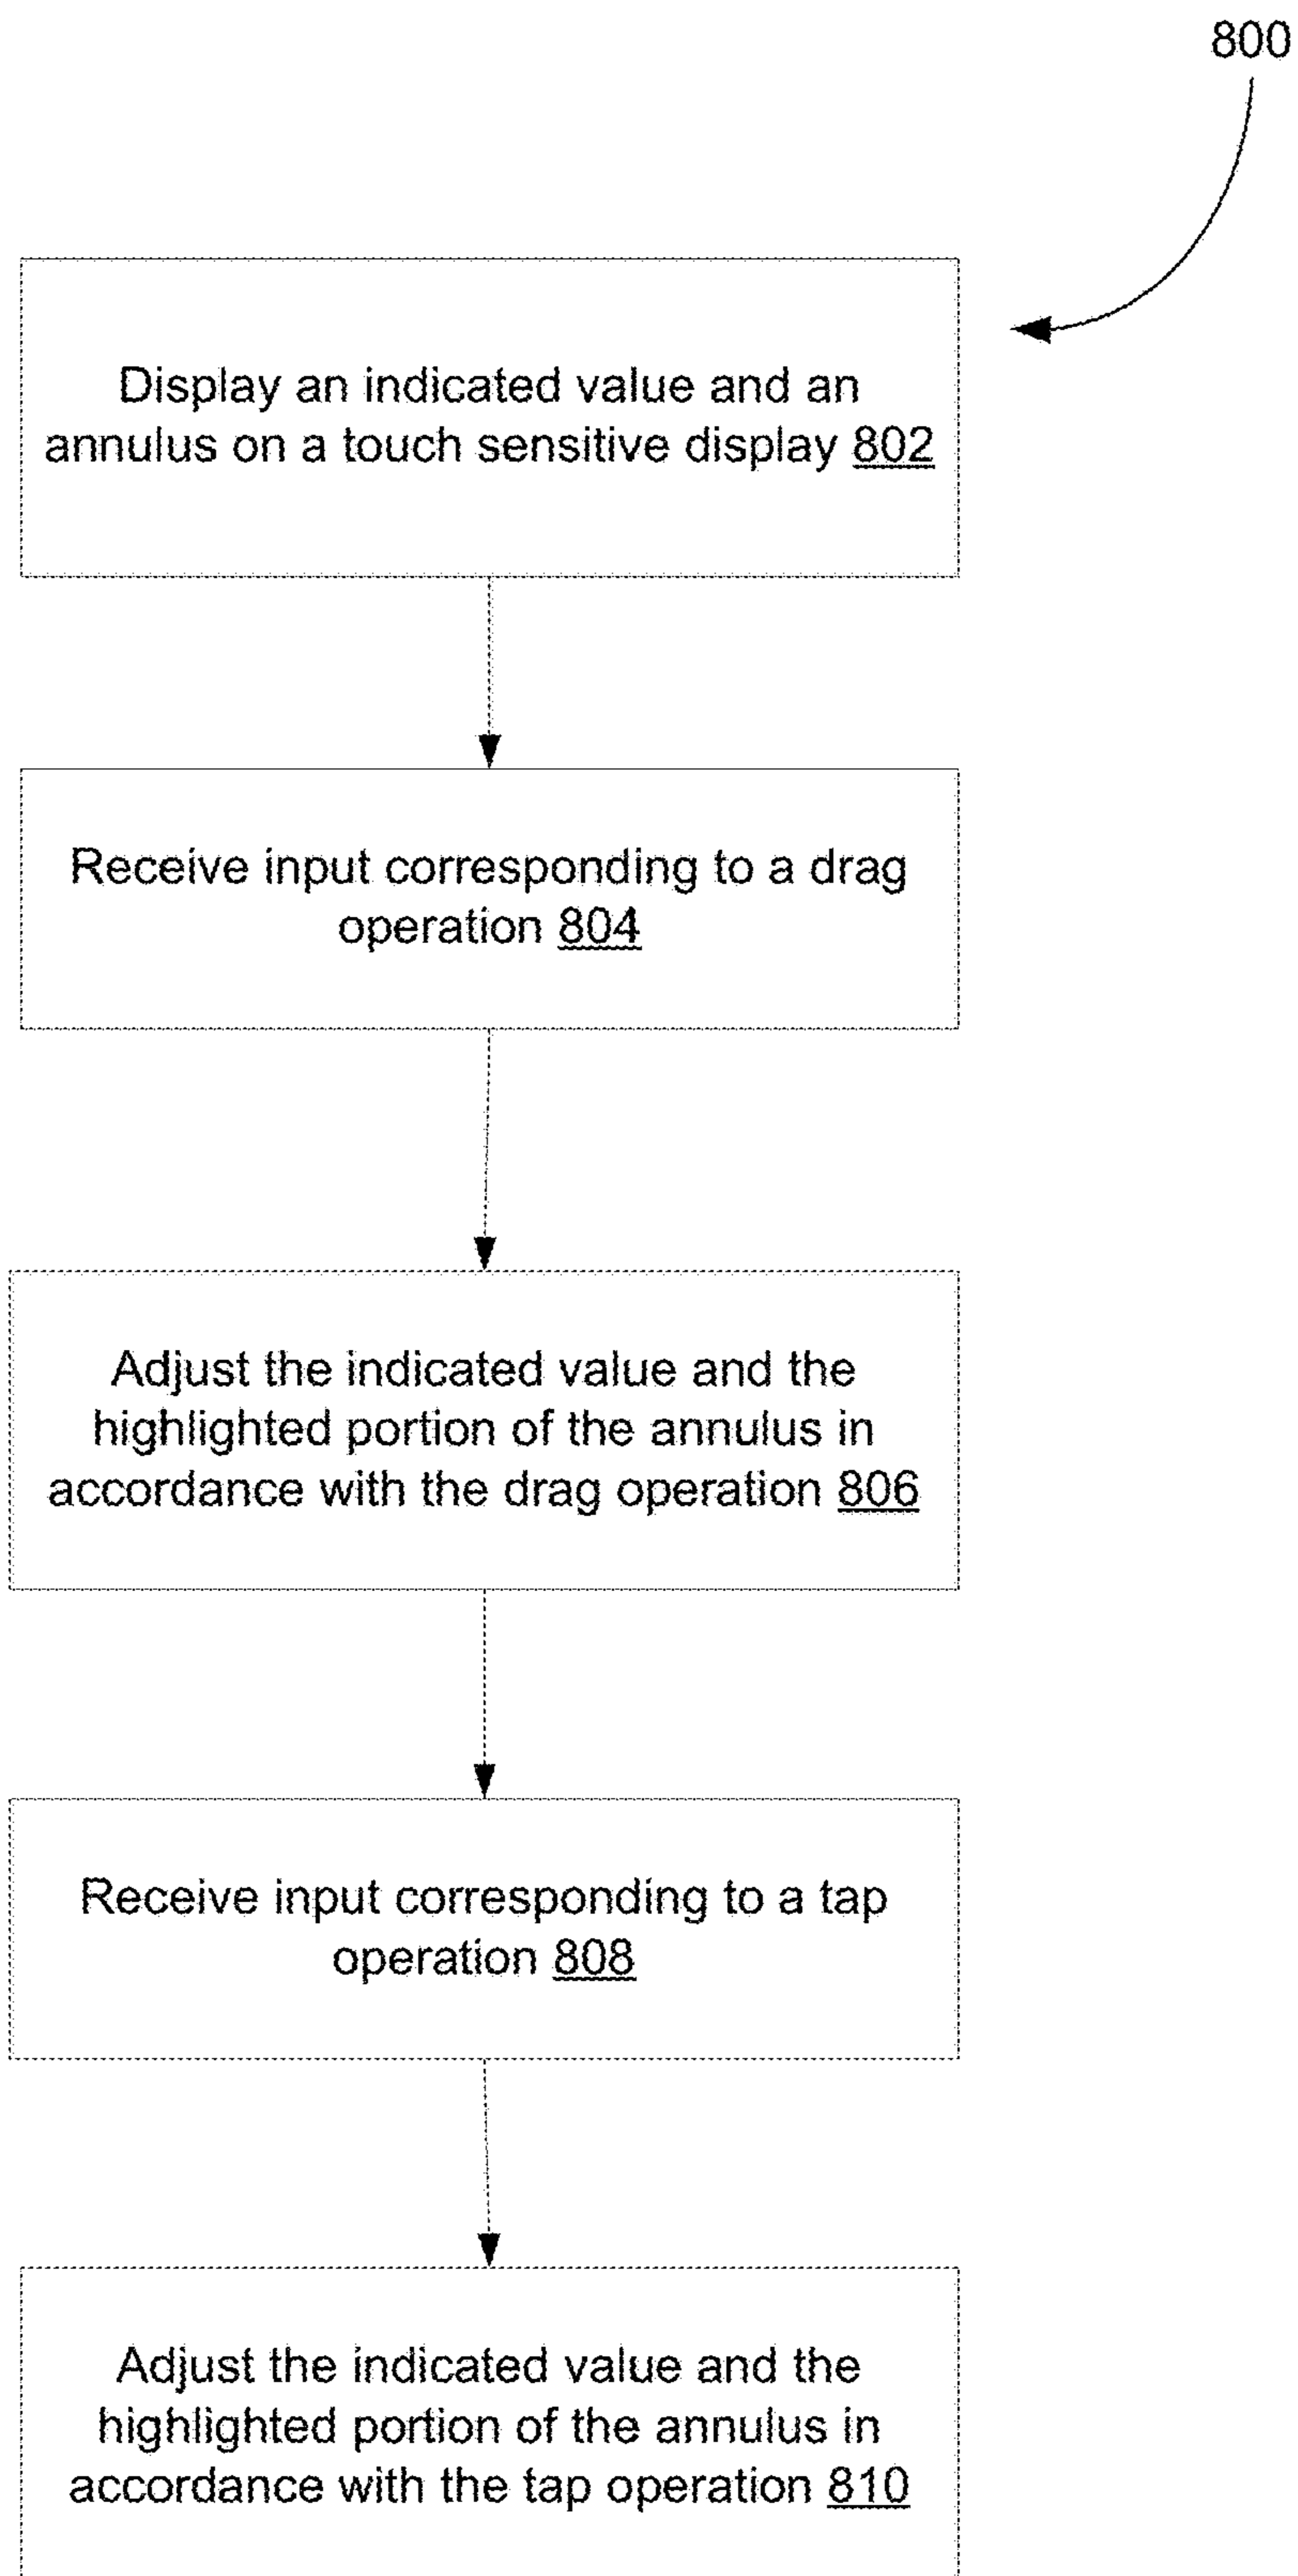 800
Display an indicated value and an
annulus on a touch sensitive display 802
Receive input corresponding to a drag
operation 804
Adjust the indicated value and the
highlighted portion of the annulus in
accordance with the drag operation 806
Receive input corresponding to a tap
operation 808
Adjust the indicated value and the
highlighted portion of the annulus in
accordance with the tap operation 810